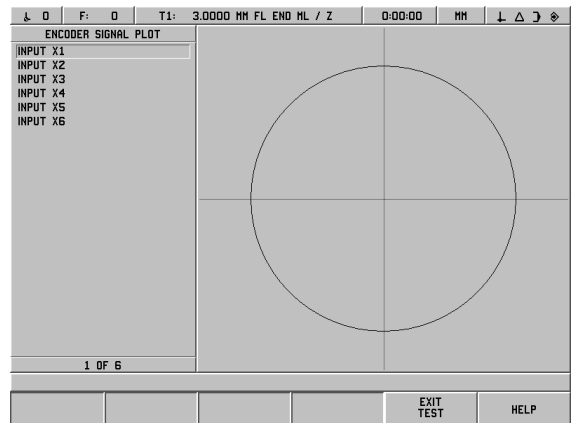 0 F: 0 T1: 3.0000 MM FL END ML / Z 0:00:00 MM
ENCODER SIGNAL PLOT
INPUT X1
INPUT X2
INPUT X3
INPUT X4
INPUT X5
INPUT X6
1 OF 6
EXIT
TEST
HELP